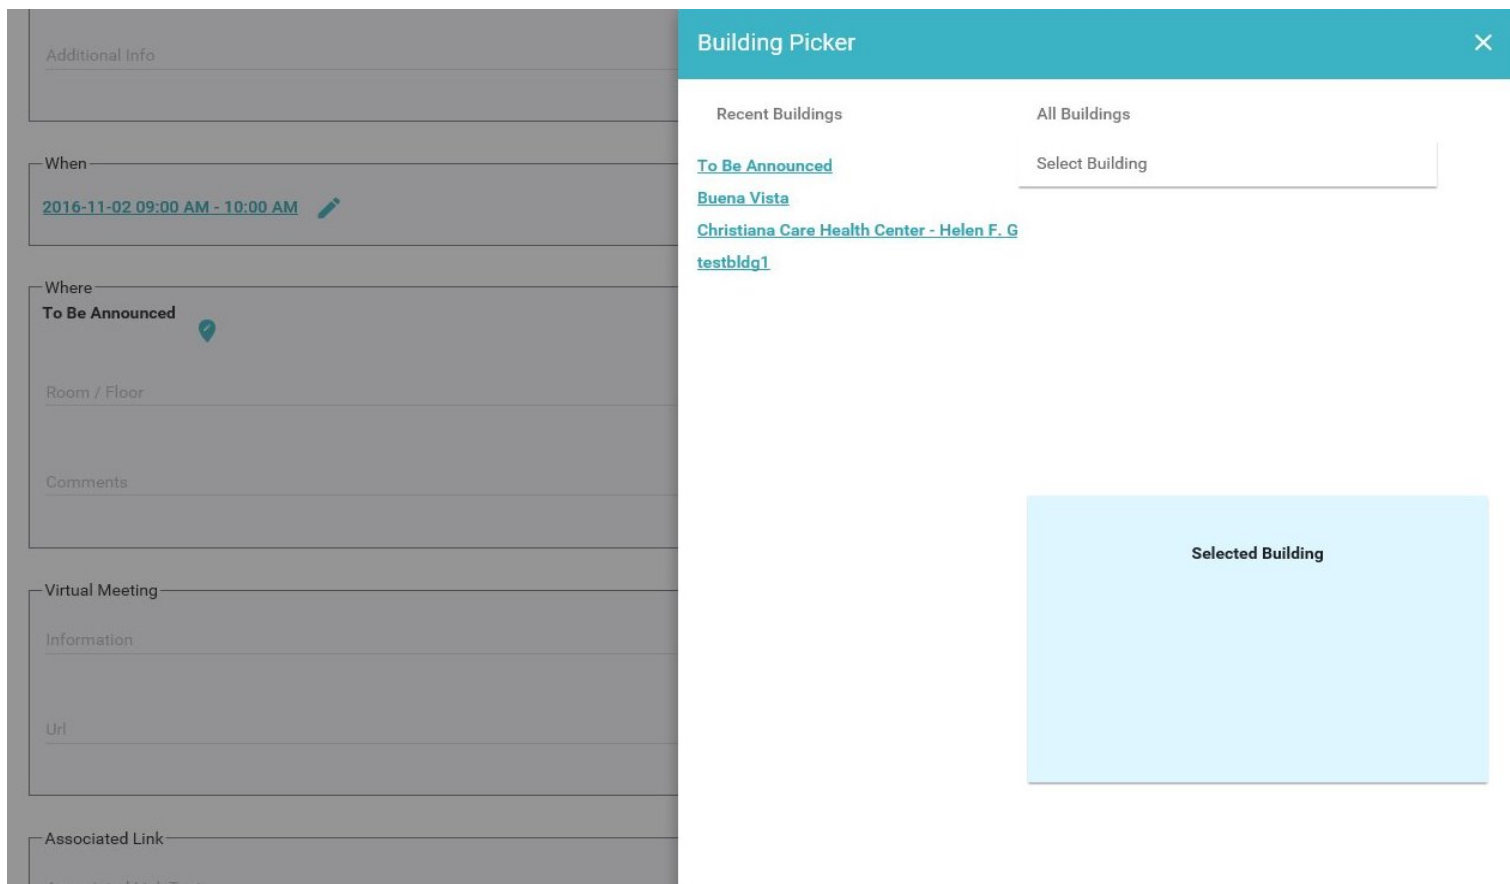 Additional Info
When
2016-11-02 09:00 AM - 10:00 AM
Where
To Be Announced
Room / Floor
Comments
Virtual Meeting
Information
Url
Associated Link
Building Picker
Recent Buildings
To Be Announced
Buena Vista
Christiana Care Health Center - Helen F. G
testbldg1
All Buildings
Select Building
Selected Building